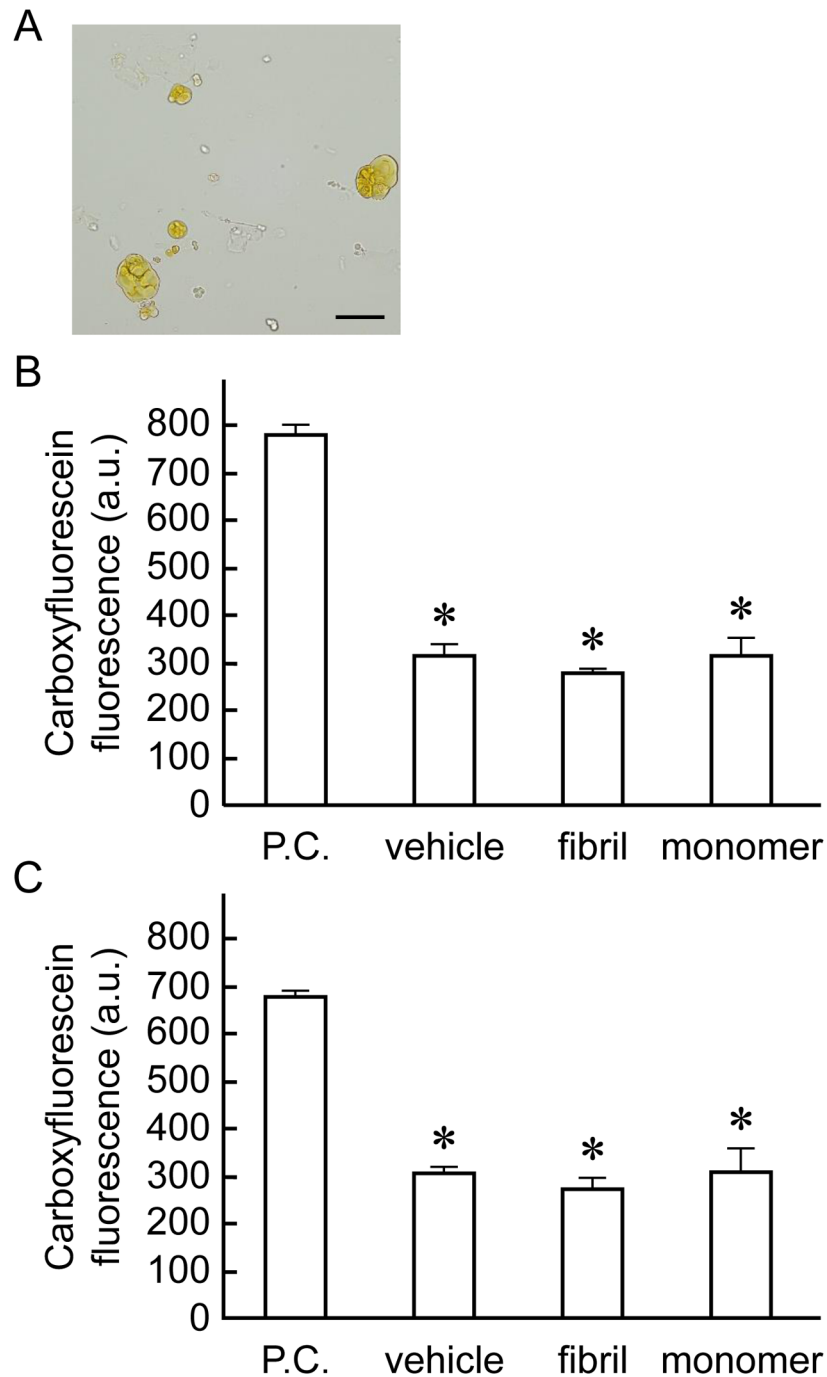 A
B
Carboxyfluorescein
fluorescence (a.u.)
800
700
600
500
400
300
200
100
0
*
*
*
P.C.
vehicle
fibril
monomer
C
Carboxyfluorescein
fluorescence (a.u.)
800
700
600
500
400
300
200
100
0
*
*
*
P.C.
vehicle
fibril
monomer